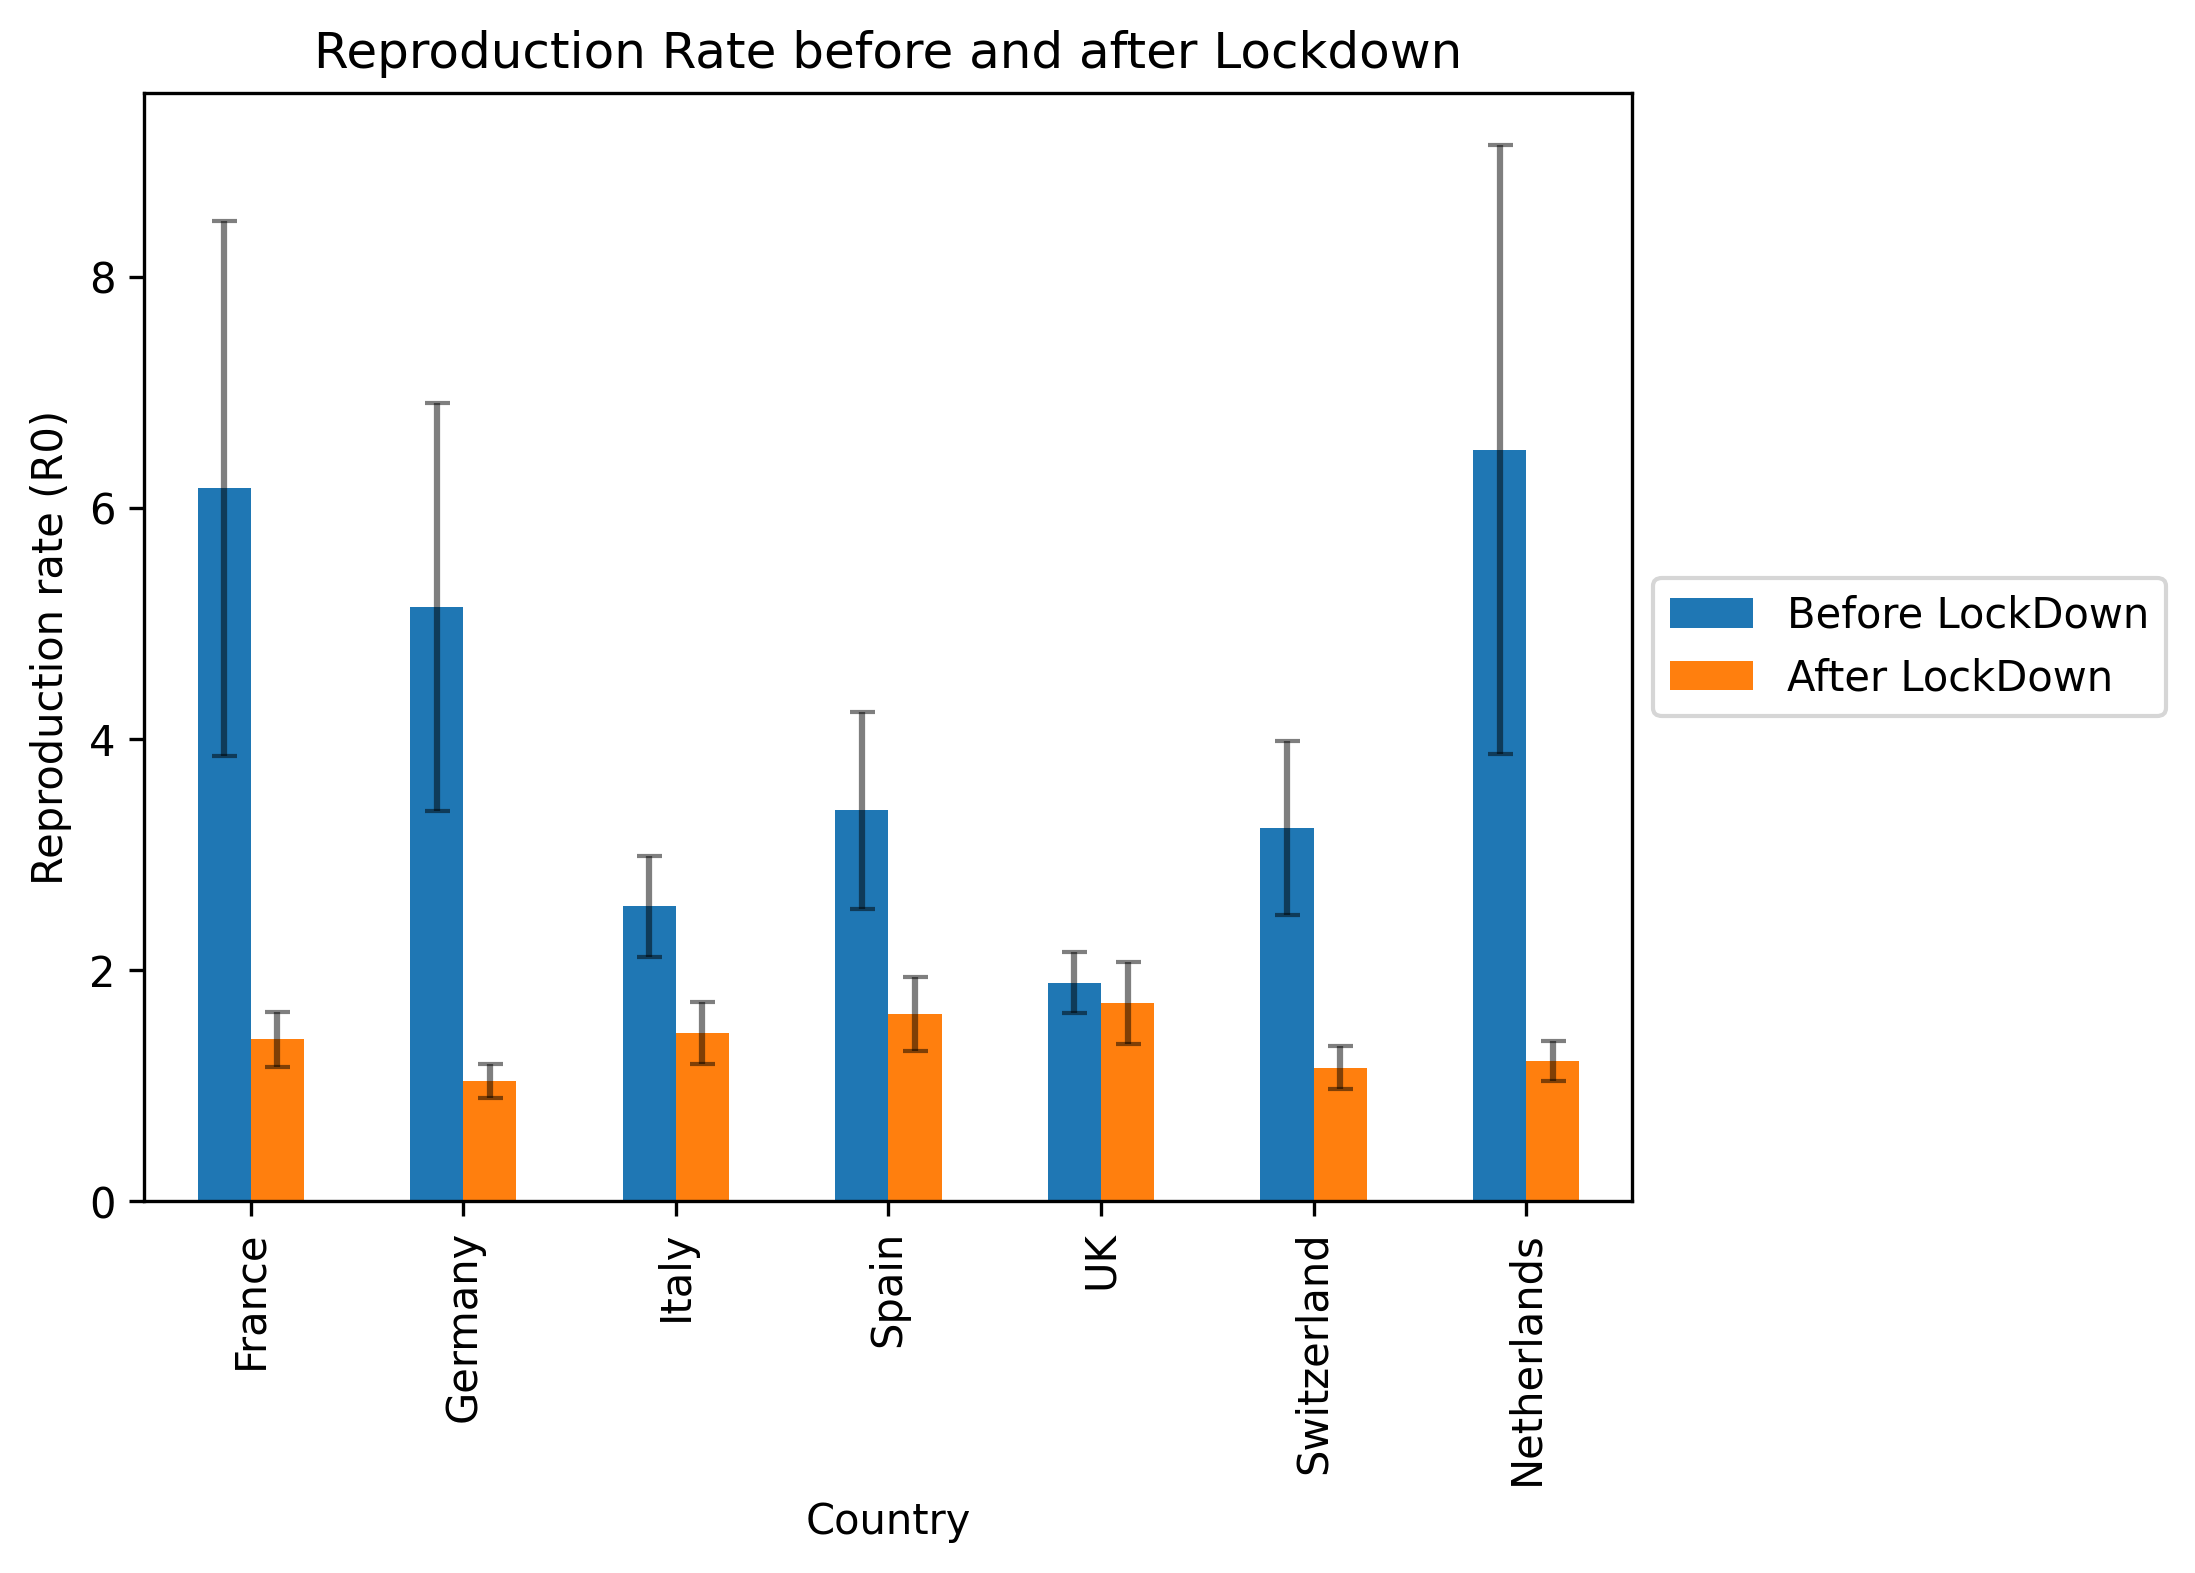 Reproduction Rate before and after Lockdown
Reproduction rate (R0)
8
6
4
2
0
Before LockDown
After LockDown
France
Germany
Italy
Spain
UK
Switzerland
Netherlands
Country